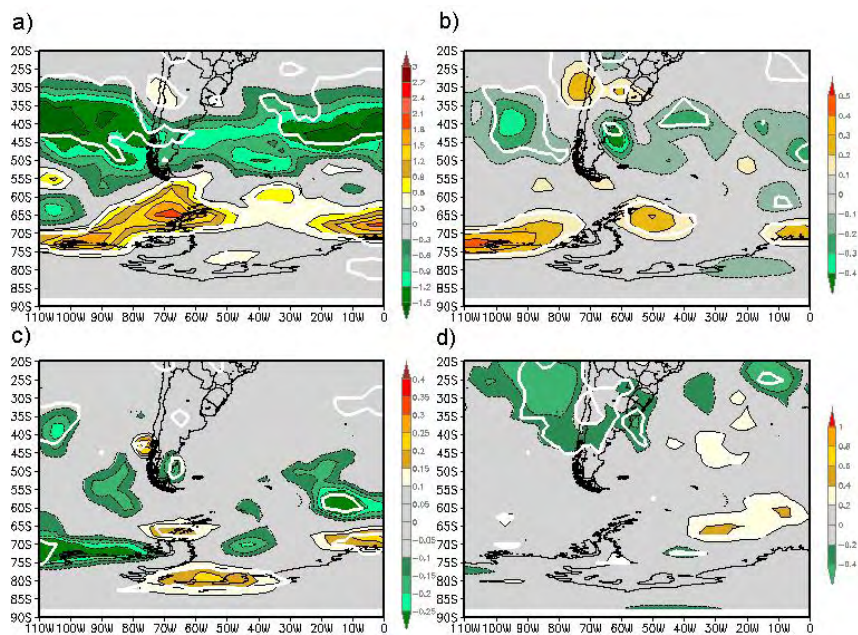 a)
20S
25S
30S
35S
40S
45S
50S
55S
60S
65S
70S
75S
80S
85S
90S
110W 100W 90W 80W 70W 60W 50W 40W 30W 20W 10W 0
3
2.7
2.4
2.1
1.8
1.5
1.2
0.9
0.6
0.3
0
-0.3
-0.6
-0.9
-1.2
-1.5
b)
20S
25S
30S
35S
40S
45S
50S
55S
60S
65S
70S
75S
80S
85S
90S
110W 100W 90W 80W 70W 60W 50W 40W 30W 20W 10W 0
0.5
0.4
0.3
0.2
0.1
0
-0.1
-0.2
-0.3
-0.4
c)
20S
25S
30S
35S
40S
45S
50S
55S
60S
65S
70S
75S
80S
85S
90S
110W 100W 90W 80W 70W 60W 50W 40W 30W 20W 10W 0
0.4
0.35
0.3
0.25
0.2
0.15
0.1
0.05
0
-0.05
-0.1
-0.15
-0.2
-0.25
d)
20S
25S
30S
35S
40S
45S
50S
55S
60S
65S
70S
75S
80S
85S
90S
110W 100W 90W 80W 70W 60W 50W 40W 30W 20W 10W 0
1
0.8
0.6
0.4
0.2
0
-0.2
-0.4